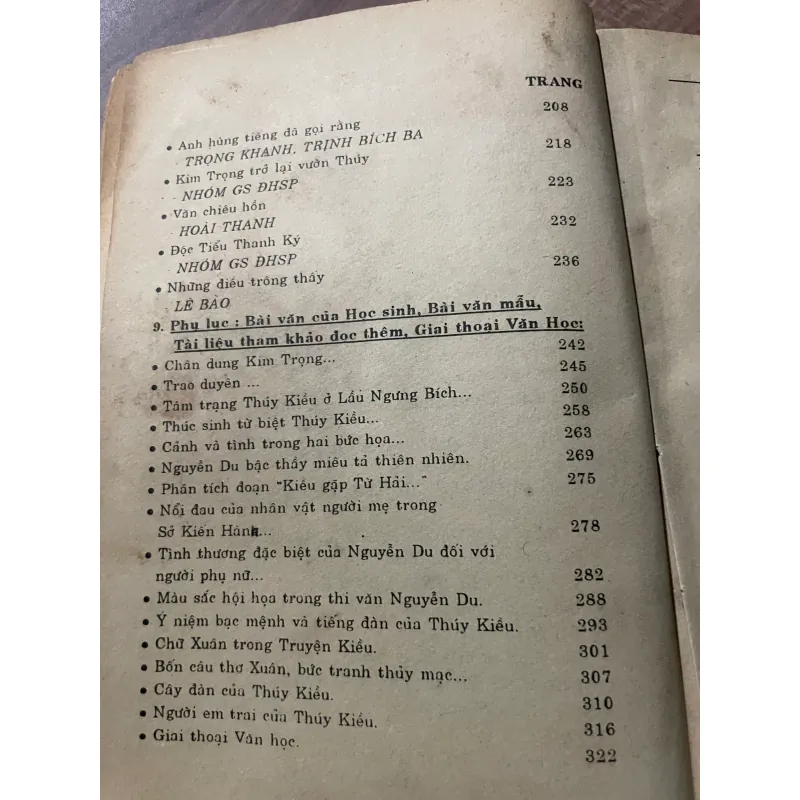 TRANG
• Anh hùng tiếng đã gọi rằng 208
- TRỌNG KHANH, TRỊNH BÍCH BA
• Kim Trọng trở lại vườn Thúy 218
- NHÓM GS ĐHSP
• Văn chiêu hồn 223
HOÀI THANH
• Độc Tiểu Thanh Ký 232
- NHÓM GS ĐHSP
• Những điều trông thấy 236
LÊ BẢO
9. Phụ lục : Bài văn của Học sinh, Bài văn mẫu,
Tài liệu tham khảo đọc thêm, Giai thoại Văn Học:
• Chân dung Kim Trọng... 242
• Trao duyên ... 245
• Tâm trạng Thúy Kiều ở Lầu Ngưng Bích... 250
• Thúc sinh từ biệt Thúy Kiều... 258
• Cảnh và tình trong hai bức họa... 263
• Nguyễn Du bậc thầy miêu tả thiên nhiên. 269
• Phân tích đoạn "Kiều gặp Từ Hải..." 275
• Nỗi đau của nhân vật người mẹ trong
Sở Kiến Hành... 278
• Tình thương đặc biệt của Nguyễn Du đối với
người phụ nữ... 282
• Màu sắc hội họa trong thi văn Nguyễn Du. 288
• Ý niệm bạc mệnh và tiếng đàn của Thúy Kiều. 293
• Chữ Xuân trong Truyện Kiều. 301
• Bốn câu thơ Xuân, bức tranh thủy mạc... 307
• Cây đàn của Thúy Kiều. 310
• Người em trai của Thúy Kiều. 316
• Giai thoại Văn học. 322